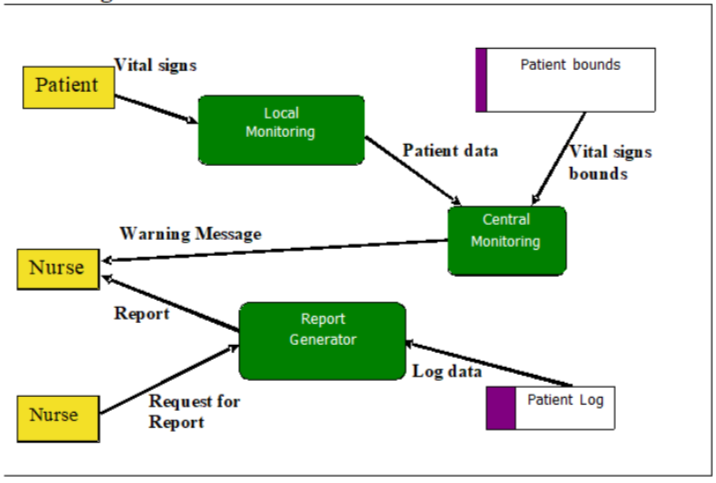 Vital signs
Patient
Patient bounds
Local
Monitoring
Patient data
Vital signs
bounds
Central
Monitoring
Warning Message
Nurse
Report
Report
Generator
Log data
Nurse
Request for
Report
Patient Log